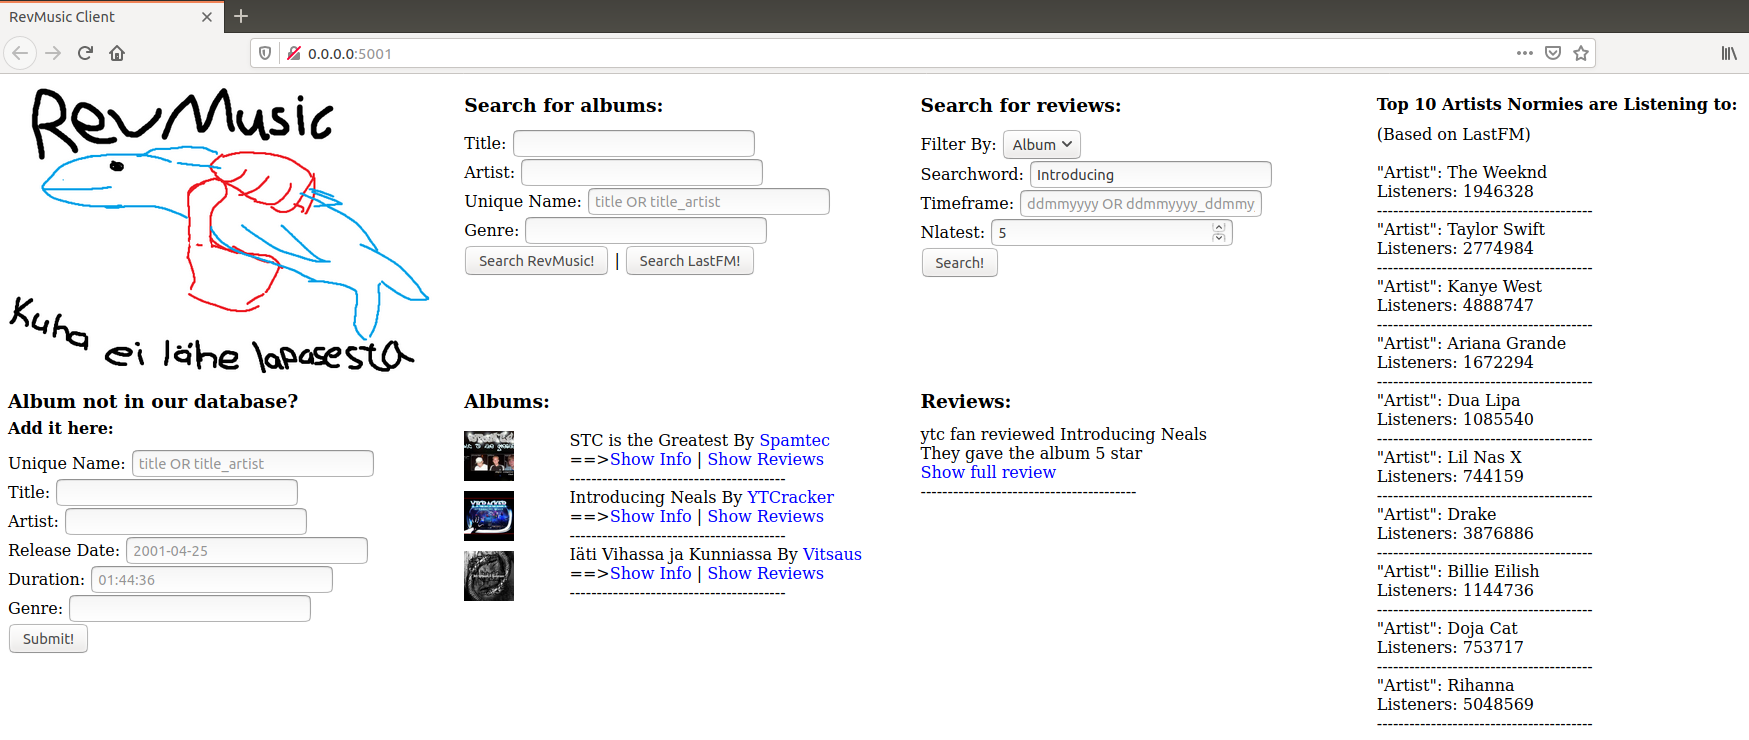 RevMusic Client
0.0.0.0:5001
RevMusic
Kuha
ei lähe lapasesta
Search for albums:
Title:
Artist:
Unique Name: title OR title_artist
Genre:
Search RevMusic! | Search LastFM!
Search for reviews:
Filter By: Album
Searchword: Introducing
Timeframe: ddmmyyyy OR ddmmyyyy_ddmmy
Nlatest: 5
Search!
Album not in our database?
Add it here:
Unique Name: title OR title_artist
Title:
Artist:
Release Date: 2001-04-25
Duration: 01:44:36
Genre:
Submit!
Albums:
STC is the Greatest By Spamtec
==>Show Info | Show Reviews
----------------------------------------
Introducing Neals By YTCracker
==>Show Info | Show Reviews
----------------------------------------
Iäti Vihassa ja Kunniassa By Vitsaus
==>Show Info | Show Reviews
----------------------------------------
Reviews:
ytc fan reviewed Introducing Neals
They gave the album 5 star
Show full review
----------------------------------------
Top 10 Artists Normies are Listening to:
(Based on LastFM)
"Artist": The Weeknd
Listeners: 1946328
----------------------------------------
"Artist": Taylor Swift
Listeners: 2774984
----------------------------------------
"Artist": Kanye West
Listeners: 4888747
----------------------------------------
"Artist": Ariana Grande
Listeners: 1672294
----------------------------------------
"Artist": Dua Lipa
Listeners: 1085540
----------------------------------------
"Artist": Lil Nas X
Listeners: 744159
----------------------------------------
"Artist": Drake
Listeners: 3876886
----------------------------------------
"Artist": Billie Eilish
Listeners: 1144736
----------------------------------------
"Artist": Doja Cat
Listeners: 753717
----------------------------------------
"Artist": Rihanna
Listeners: 5048569
----------------------------------------